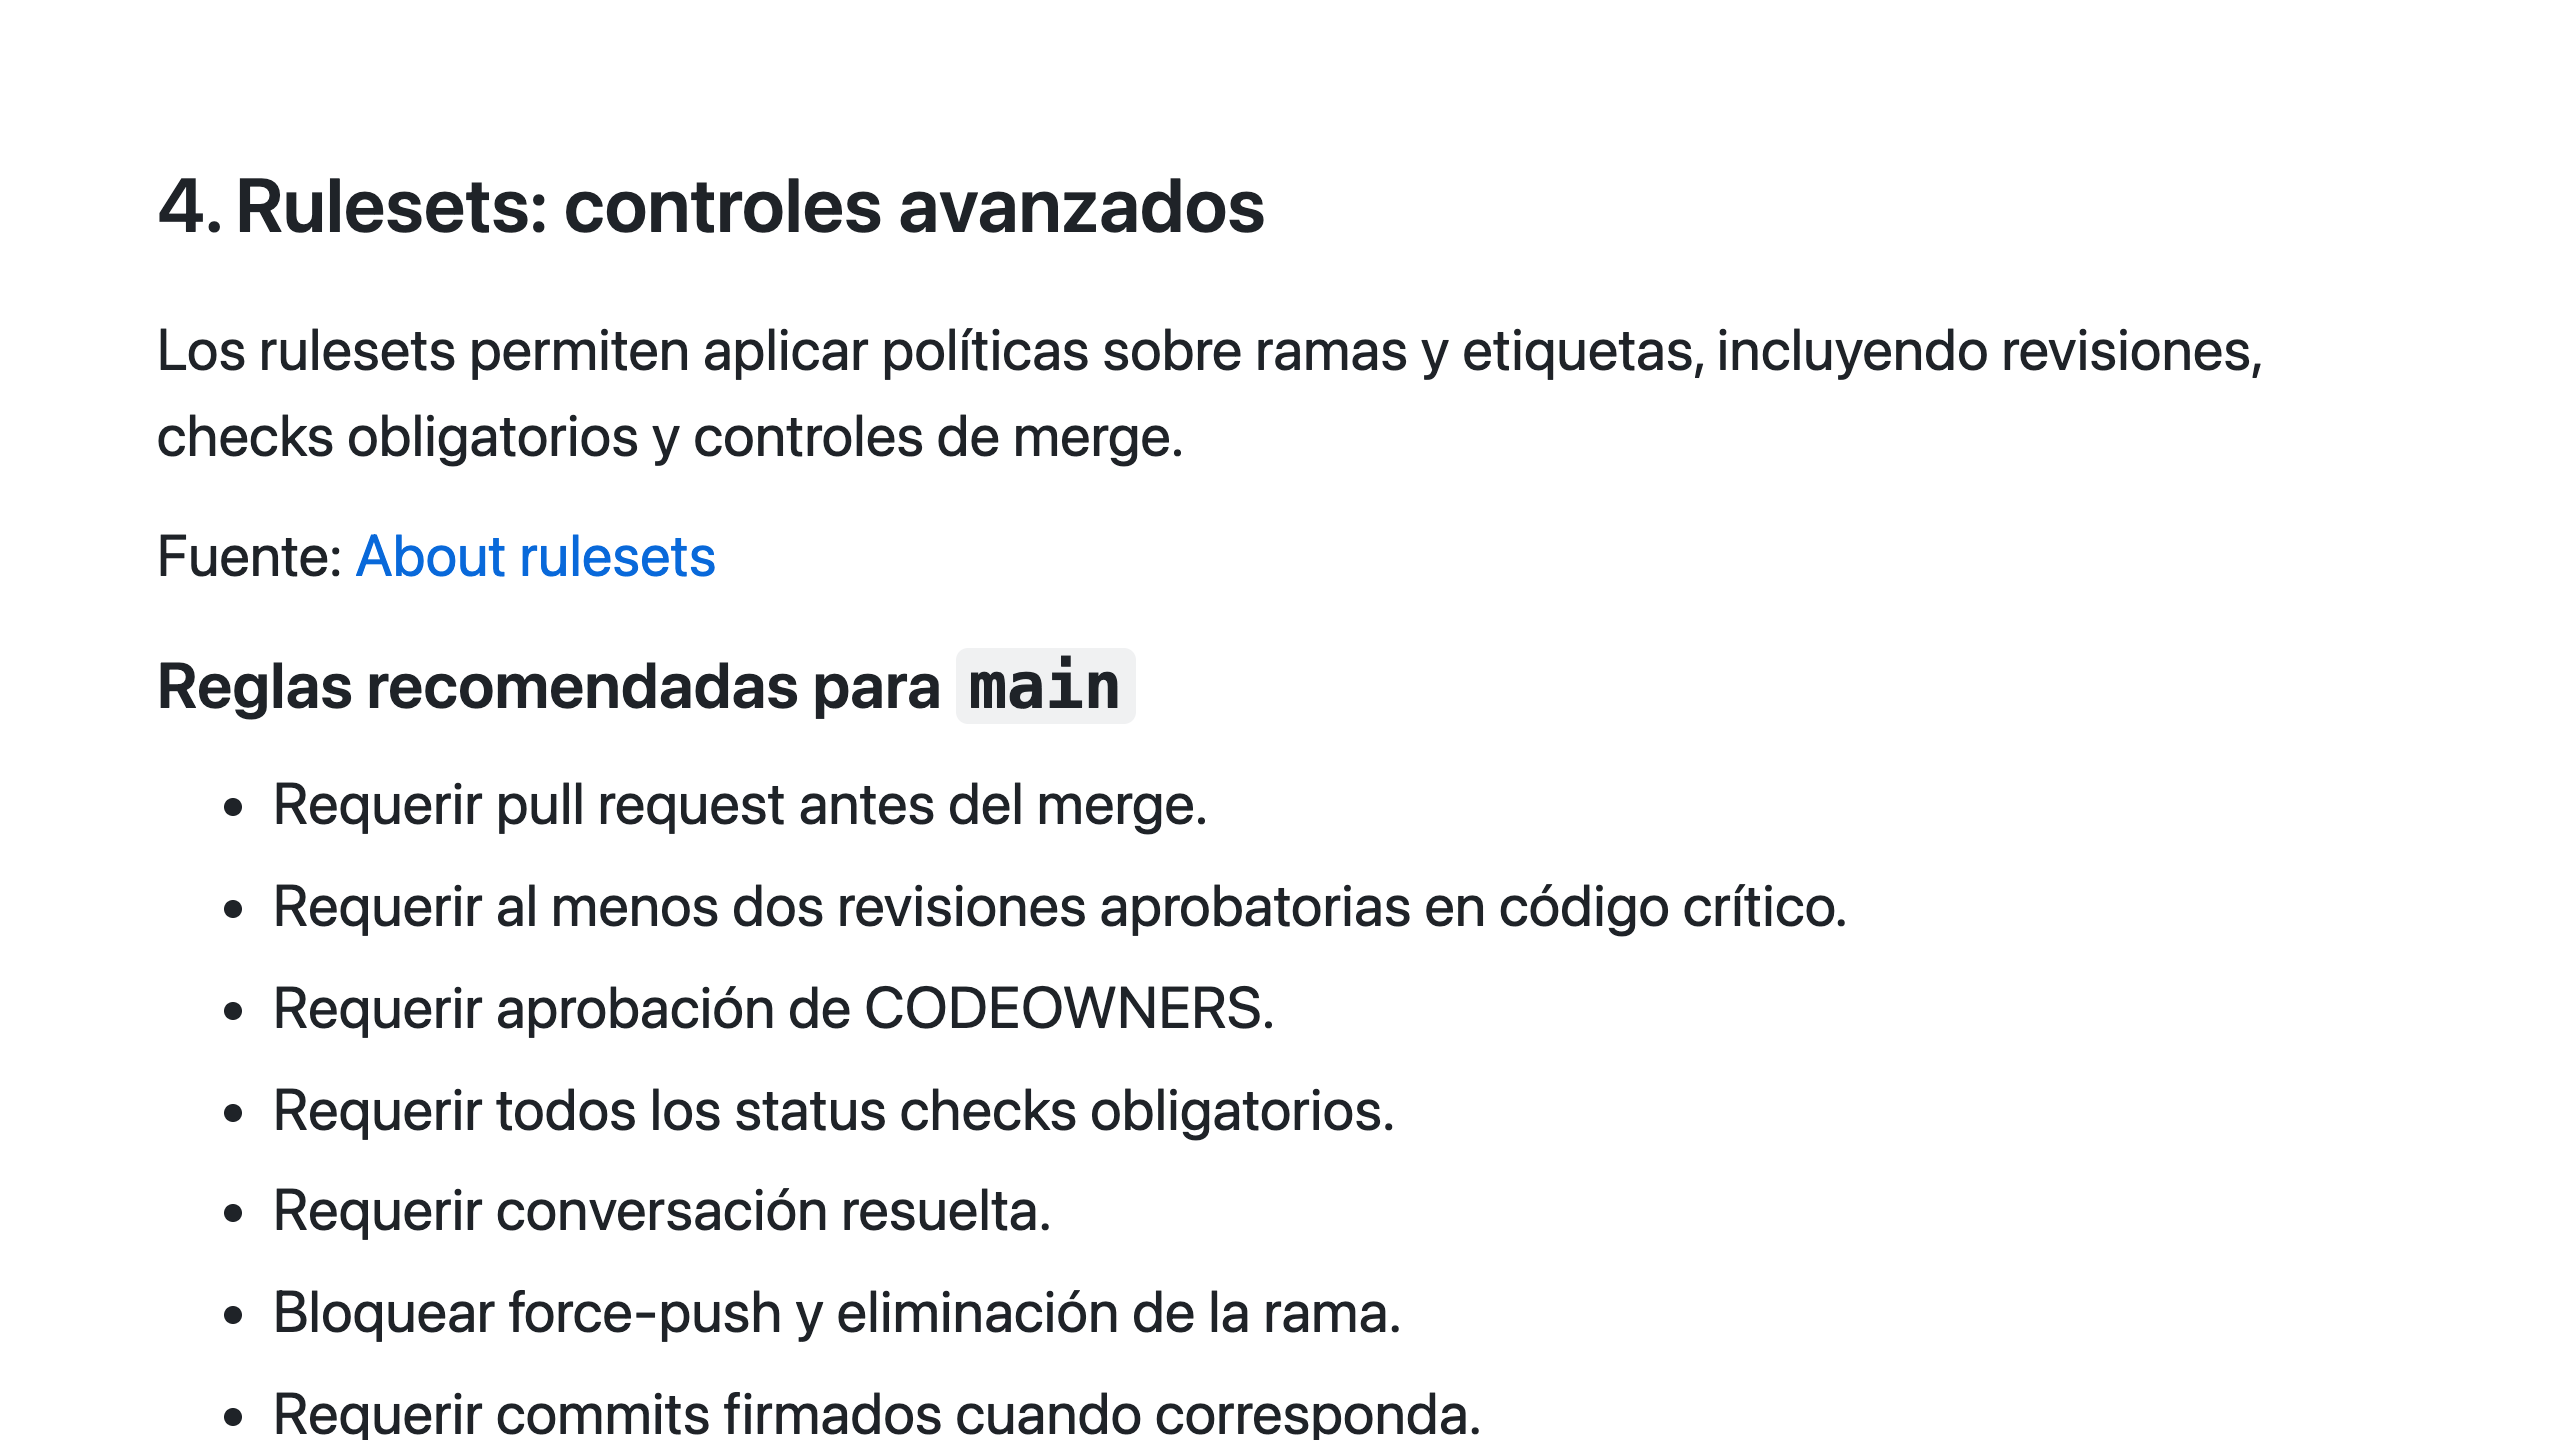 4. Rulesets: controles avanzados
Los rulesets permiten aplicar políticas sobre ramas y etiquetas, incluyendo revisiones,
checks obligatorios y controles de merge.
Fuente: About rulesets
Reglas recomendadas para main
• Requerir pull request antes del merge.
• Requerir al menos dos revisiones aprobatorias en código crítico.
• Requerir aprobación de CODEOWNERS.
• Requerir todos los status checks obligatorios.
• Requerir conversación resuelta.
• Bloquear force-push y eliminación de la rama.
• Requerir commits firmados cuando corresponda.